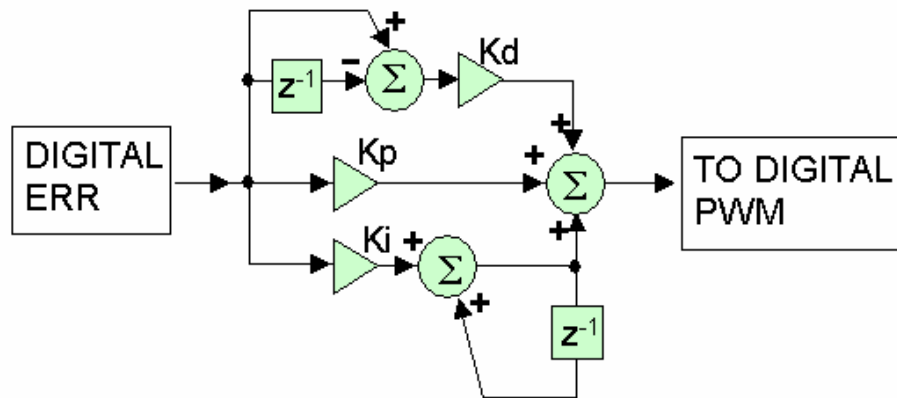 +
Kd
-
z⁻¹
Σ
+
DIGITAL
ERR
Kp
+
Σ
TO DIGITAL
PWM
Ki
+
Σ
+
+
z⁻¹